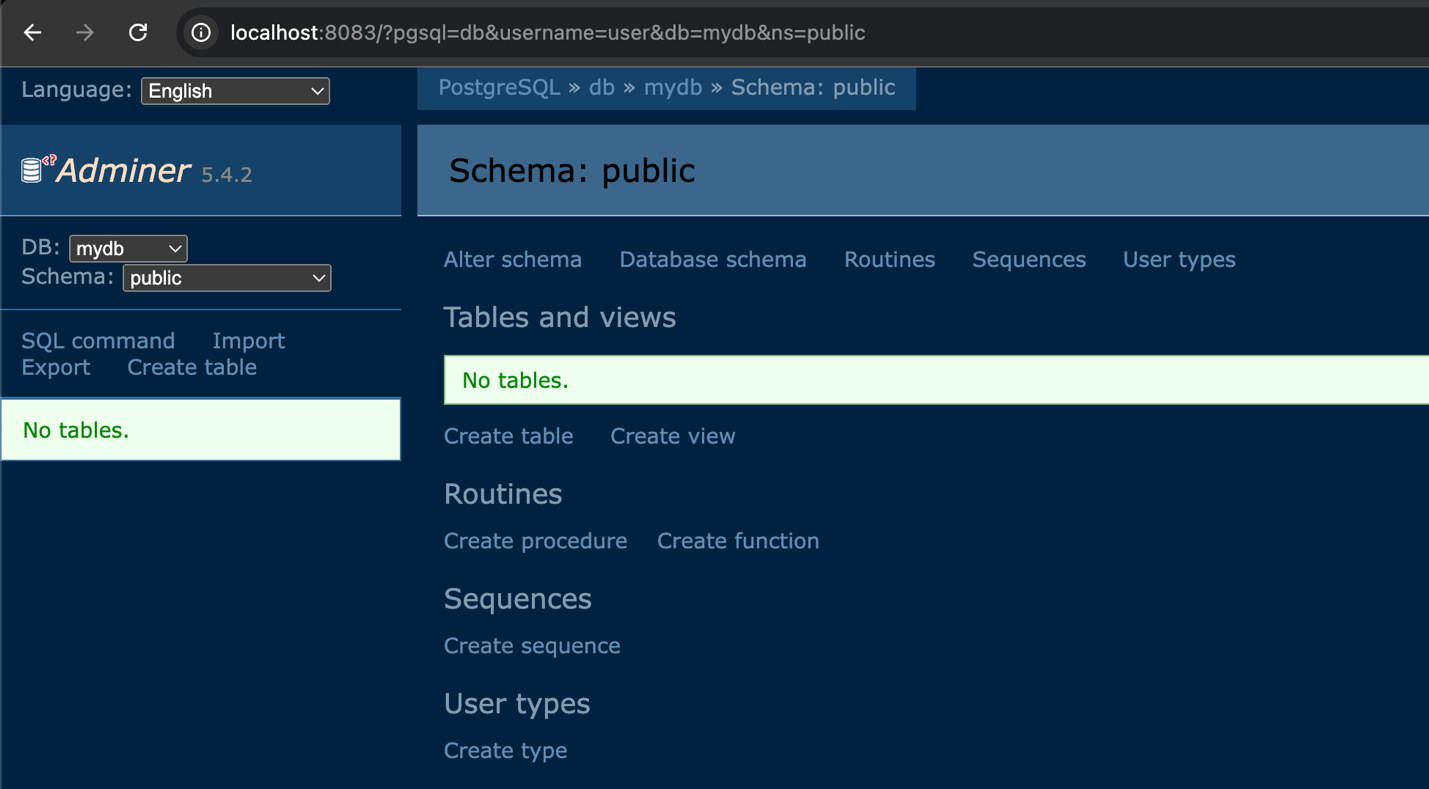 localhost:8083/?pgsql=db&username=user&db=mydb&ns=public
Language: English
PostgreSQL » db » mydb » Schema: public
Adminer 5.4.2
Schema: public
DB: mydb
Schema: public
SQL command Import
Export Create table
No tables.
Alter schema Database schema Routines Sequences User types
Tables and views
No tables.
Create table Create view
Routines
Create procedure Create function
Sequences
Create sequence
User types
Create type